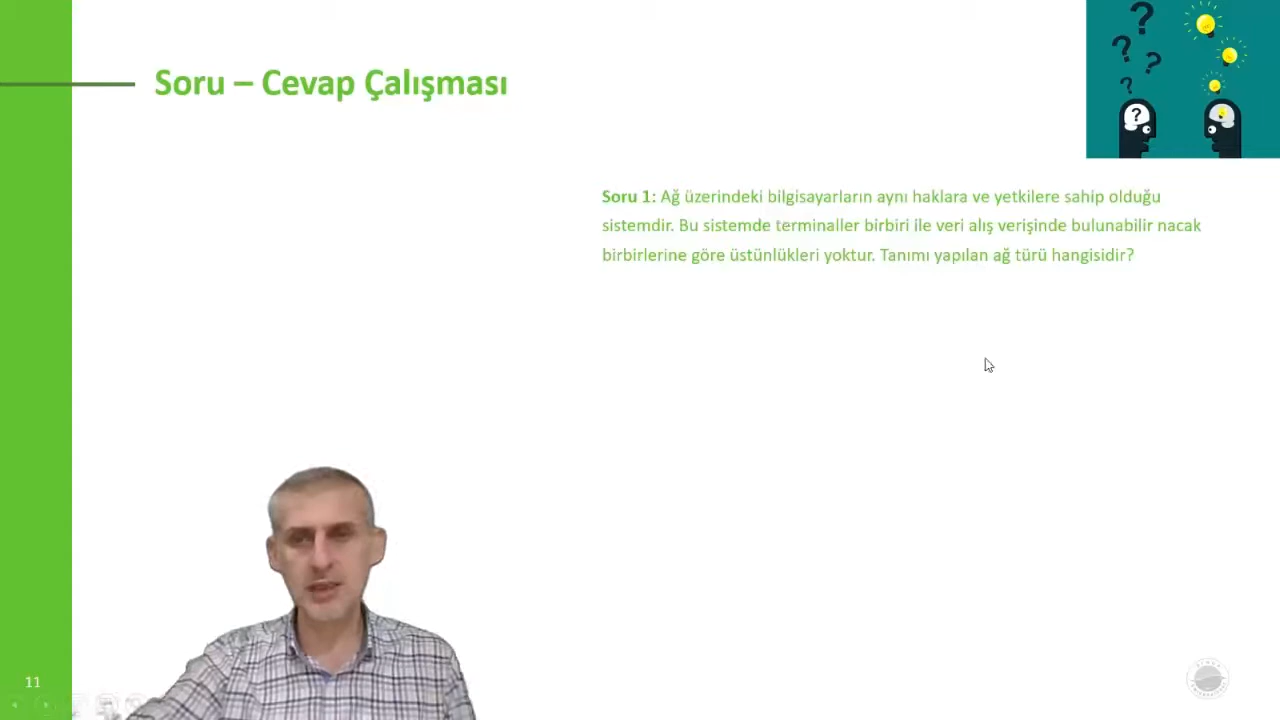 Soru – Cevap Çalışması
Soru 1: Ağ üzerindeki bilgisayarların aynı haklara ve yetkilere sahip olduğu
sistemdir. Bu sistemde terminaller birbiri ile veri alış verişinde bulunabilir nacak
birbirlerine göre üstünlükleri yoktur. Tanımı yapılan ağ türü hangisidir?
11